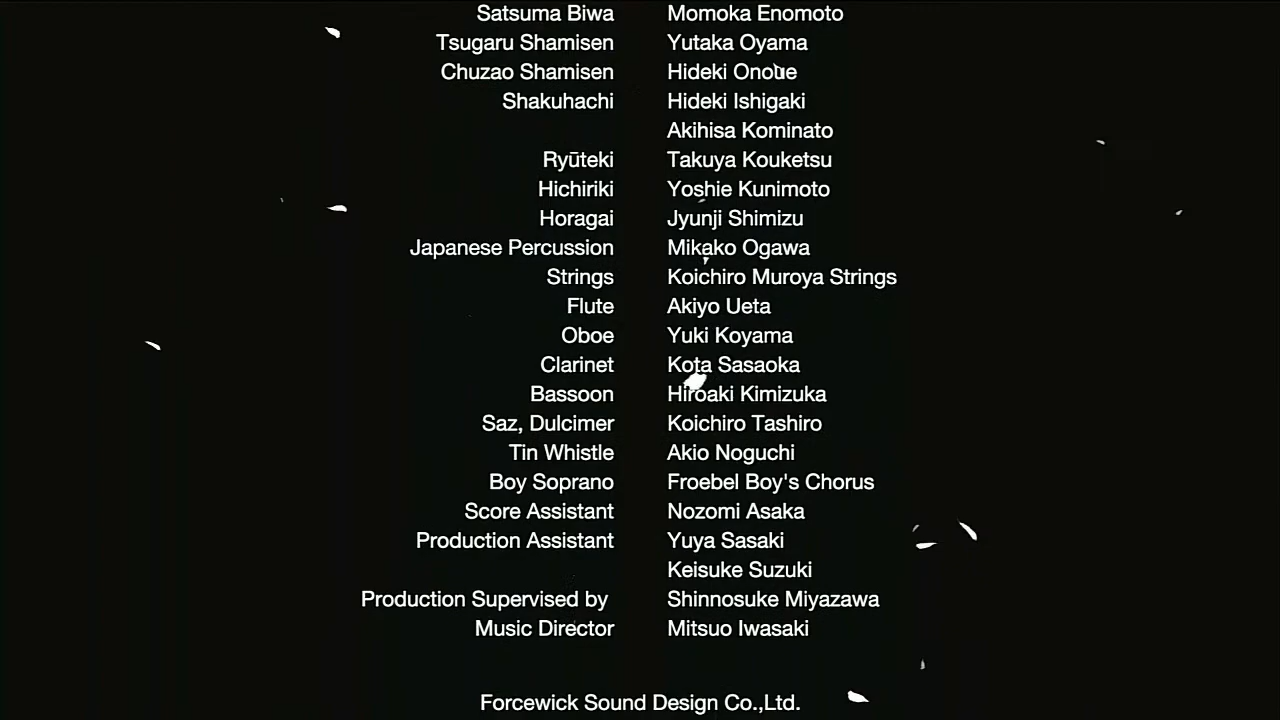 Satsuma Biwa Momoka Enomoto
Tsugaru Shamisen Yutaka Oyama
Chuzao Shamisen Hideki Onoue
Shakuhachi Hideki Ishigaki
Akihisa Kominato
Ryūteki Takuya Kouketsu
Hichiriki Yoshie Kunimoto
Horagai Jyunji Shimizu
Japanese Percussion Mikako Ogawa
Strings Koichiro Muroya Strings
Flute Akiyo Ueta
Oboe Yuki Koyama
Clarinet Kota Sasaoka
Bassoon Hiroaki Kimizuka
Saz, Dulcimer Koichiro Tashiro
Tin Whistle Akio Noguchi
Boy Soprano Froebel Boy's Chorus
Score Assistant Nozomi Asaka
Production Assistant Yuya Sasaki
Keisuke Suzuki
Production Supervised by Shinnosuke Miyazawa
Music Director Mitsuo Iwasaki
Forcewick Sound Design Co.,Ltd.